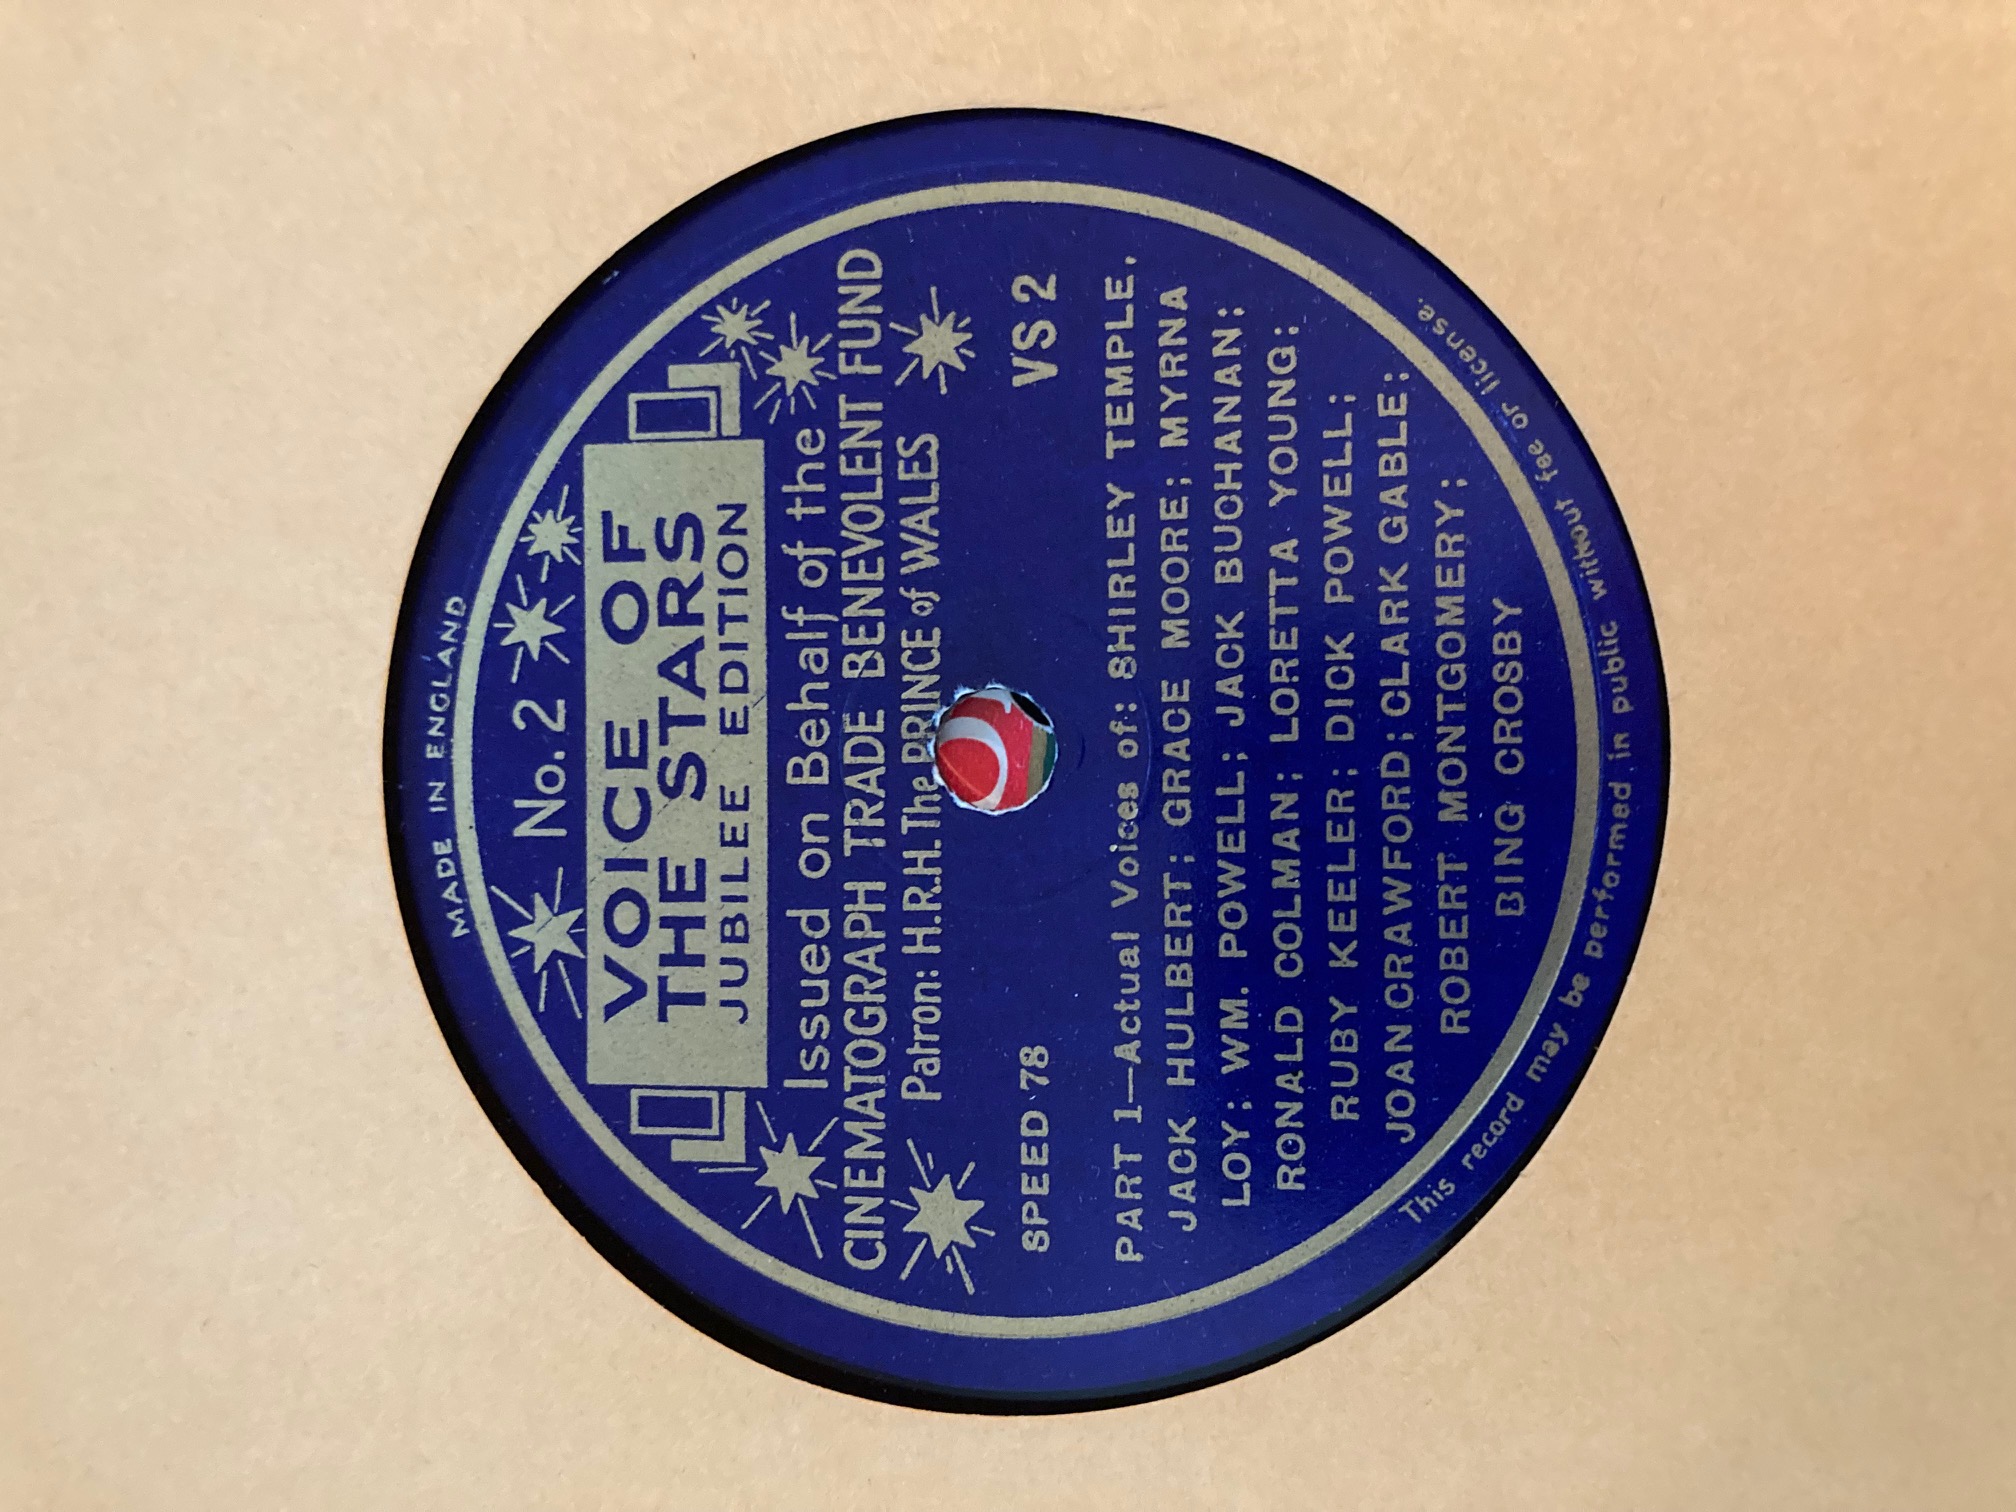 MADE IN ENGLAND
No. 2
VOICE OF
THE STARS
JUBILEE EDITION
Issued on Behalf of the
CINEMATOGRAPH TRADE BENEVOLENT FUND
Patron: H.R.H. The PRINCE of WALES
SPEED 78 VS 2
PART 1—Actual Voices of: SHIRLEY TEMPLE.
JACK HULBERT; GRACE MOORE; MYRNA
LOY; WM. POWELL; JACK BUCHANAN;
RONALD COLMAN; LORETTA YOUNG;
RUBY KEELER; DICK POWELL;
JOAN CRAWFORD; CLARK GABLE;
ROBERT MONTGOMERY;
BING CROSBY
This record may be performed in public without fee or license.